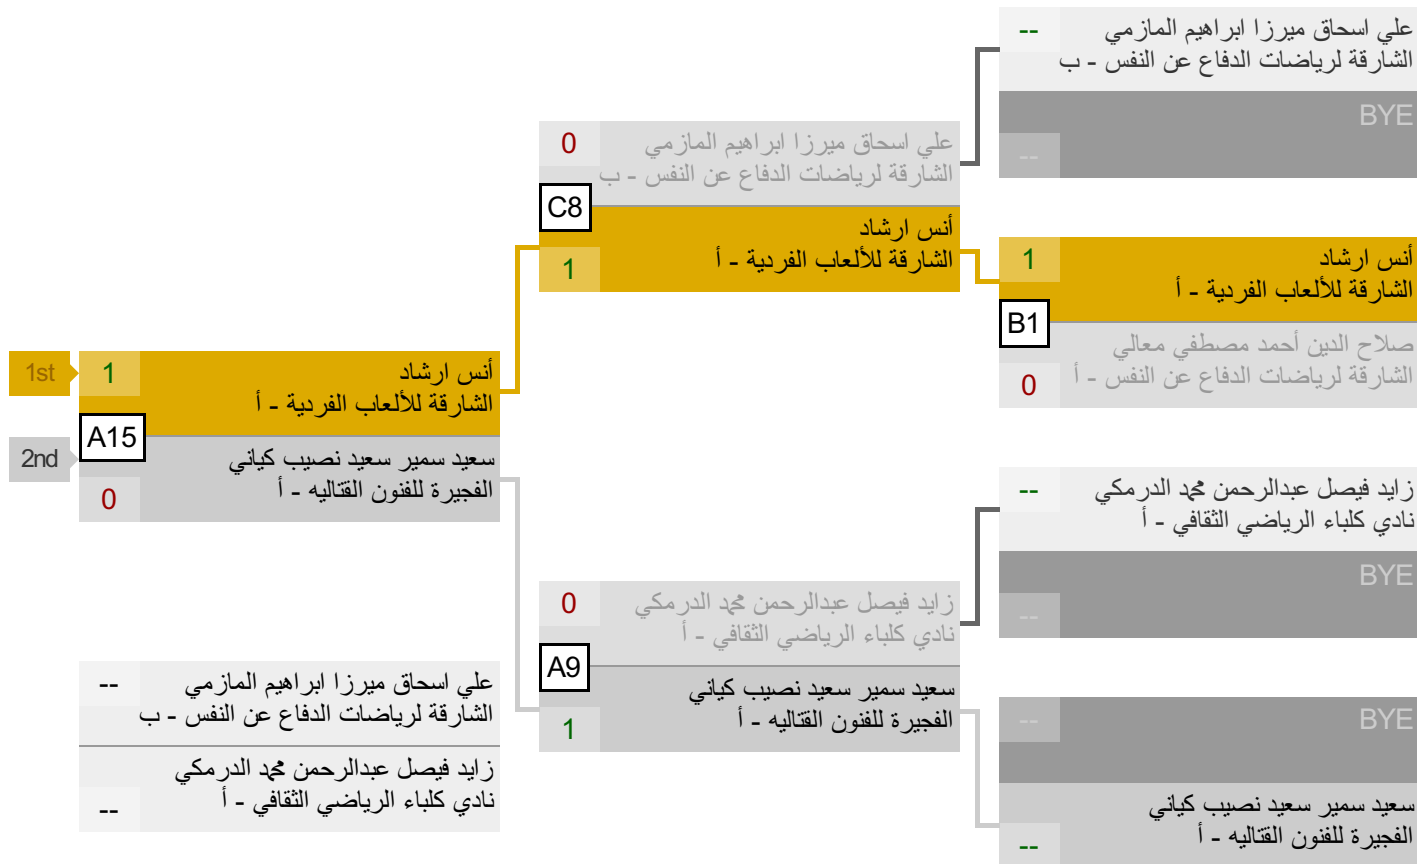 --
علي اسحاق ميرزا ابراهيم المازمي
الشارقة لرياضات الدفاع عن النفس - ب
BYE
--
0
علي اسحاق ميرزا ابراهيم المازمي
الشارقة لرياضات الدفاع عن النفس - ب
C8
أنس ارشاد
الشارقة للألعاب الفردية - أ
1
1
أنس ارشاد
الشارقة للألعاب الفردية - أ
B1
صلاح الدين أحمد مصطفي معالي
الشارقة لرياضات الدفاع عن النفس - أ
0
1st
1
أنس ارشاد
الشارقة للألعاب الفردية - أ
A15
2nd
سعيد سمير سعيد نصيب كياني
الفجيرة للفنون القتاليه - أ
0
--
زايد فيصل عبدالرحمن محمد الدرمكي
نادي كلباء الرياضي الثقافي - أ
BYE
--
0
زايد فيصل عبدالرحمن محمد الدرمكي
نادي كلباء الرياضي الثقافي - أ
A9
سعيد سمير سعيد نصيب كياني
الفجيرة للفنون القتاليه - أ
1
--
BYE
سعيد سمير سعيد نصيب كياني
الفجيرة للفنون القتاليه - أ
--
--
علي اسحاق ميرزا ابراهيم المازمي
الشارقة لرياضات الدفاع عن النفس - ب
زايد فيصل عبدالرحمن محمد الدرمكي
نادي كلباء الرياضي الثقافي - أ
--